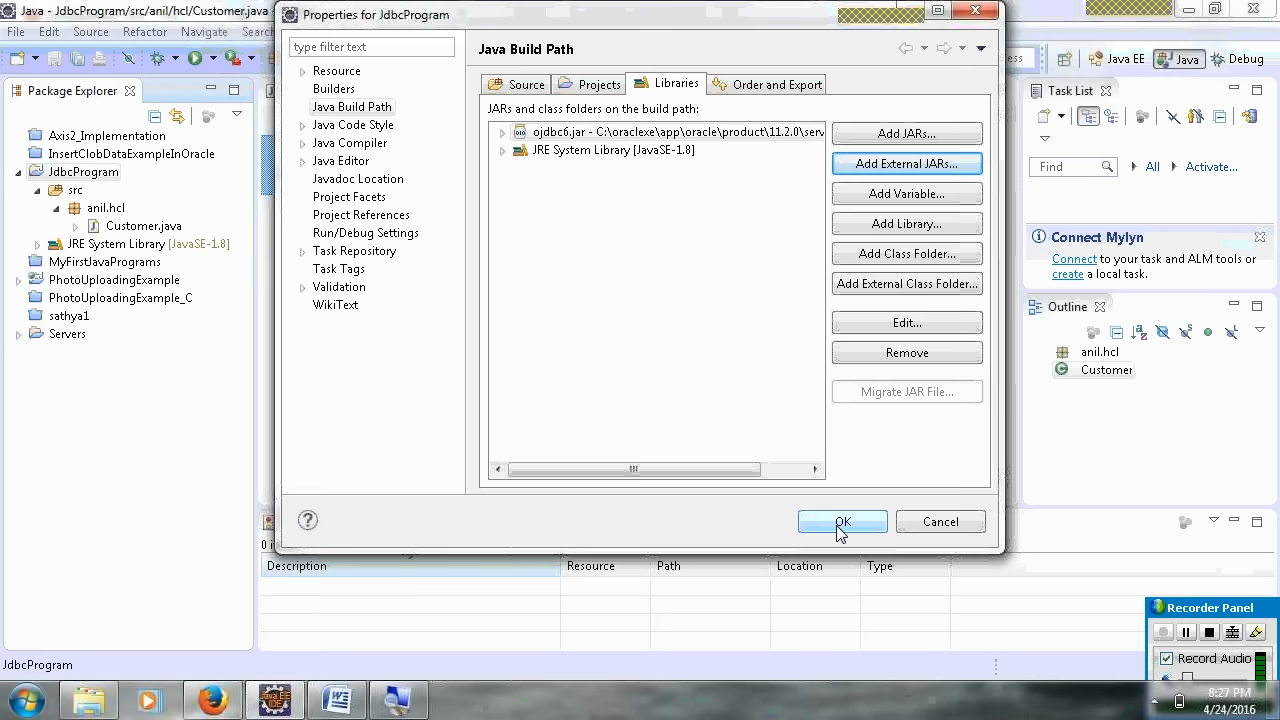 Java - JdbcProgram/src/anil/hcl/Customer.java -
File Edit Source Refactor Navigate
Properties for JdbcProgram
type filter text
Resource
Builders
Java Build Path
Java Code Style
Java Compiler
Java Editor
Javadoc Location
Project Facets
Project References
Run/Debug Settings
Task Repository
Task Tags
Validation
WikiText
Java Build Path
Source Projects Libraries Order and Export
JARs and class folders on the build path:
ojdbc6.jar - C:\oraclexe\app\oracle\product\11.2.0\serv
JRE System Library [JavaSE-1.8]
Add JARs...
Add External JARs...
Add Variable...
Add Library...
Add Class Folder...
Add External Class Folder...
Edit...
Remove
Migrate JAR File...
OK Cancel
Java EE Java Debug
Package Explorer
Axis2_Implementation
InsertClobDataExampleInOracle
JdbcProgram
src
anil.hcl
Customer.java
JRE System Library [JavaSE-1.8]
MyFirstJavaPrograms
PhotoUploadingExample
PhotoUploadingExample_C
sathya1
Servers
Task List
Find All Activate...
Connect Mylyn
Connect to your task and ALM tools or
create a local task.
Outline
anil.hcl
Customer
Description Resource Path Location Type
JdbcProgram
Recorder Panel
Record Audio
8:27 PM
4/24/2016